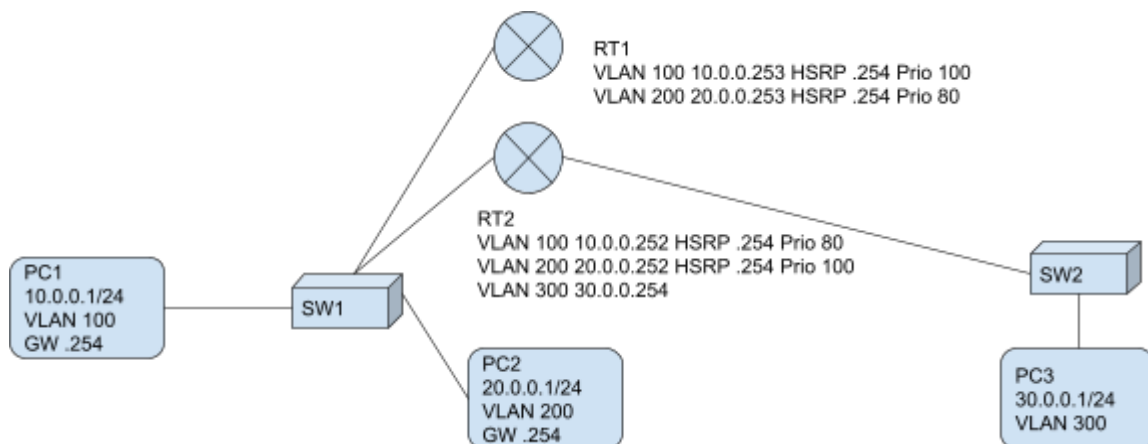 RT1
VLAN 100 10.0.0.253 HSRP .254 Prio 100
VLAN 200 20.0.0.253 HSRP .254 Prio 80
RT2
VLAN 100 10.0.0.252 HSRP .254 Prio 80
VLAN 200 20.0.0.252 HSRP .254 Prio 100
VLAN 300 30.0.0.254
PC1
10.0.0.1/24
VLAN 100
GW .254
SW1
SW2
PC2
20.0.0.1/24
VLAN 200
GW .254
PC3
30.0.0.1/24
VLAN 300